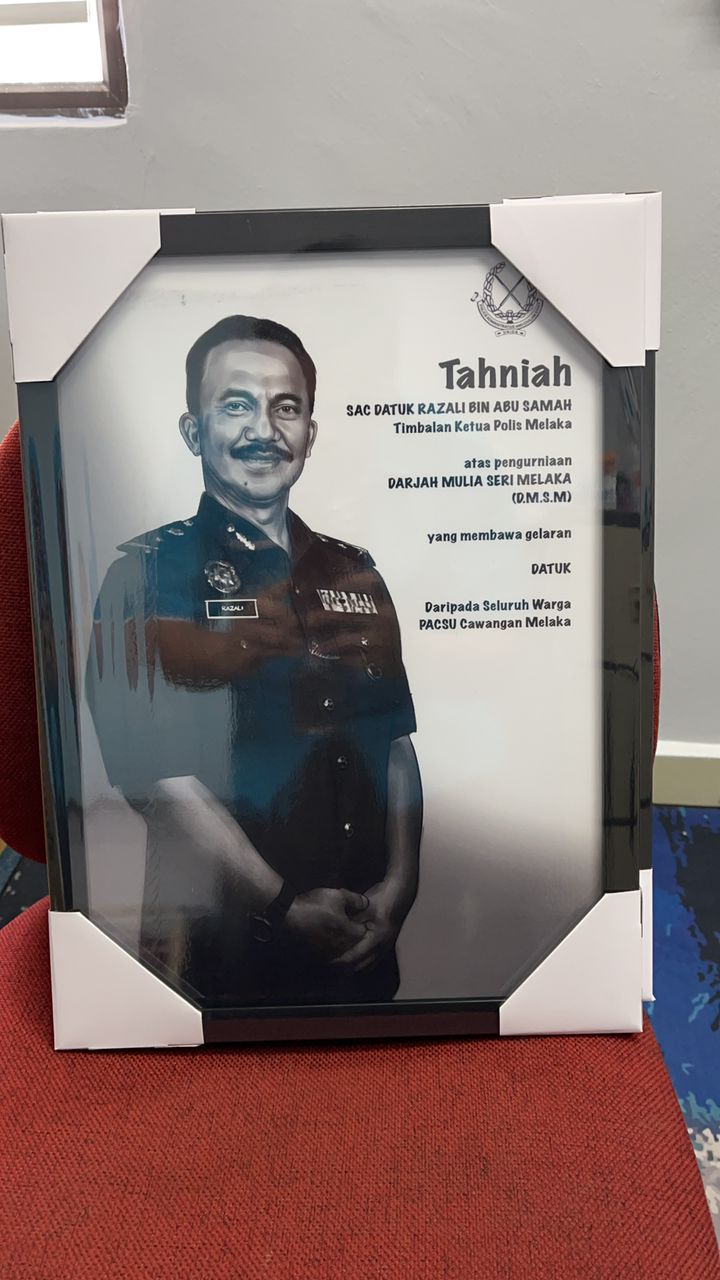 Tahniah
SAC DATUK RAZALI BIN ABU SAMAH
Timbalan Ketua Polis Melaka
atas pengurniaan
DARJAH MULIA SERI MELAKA
(D.M.S.M)
yang membawa gelaran
DATUK
Daripada Seluruh Warga
PACSU Cawangan Melaka
RAZALI